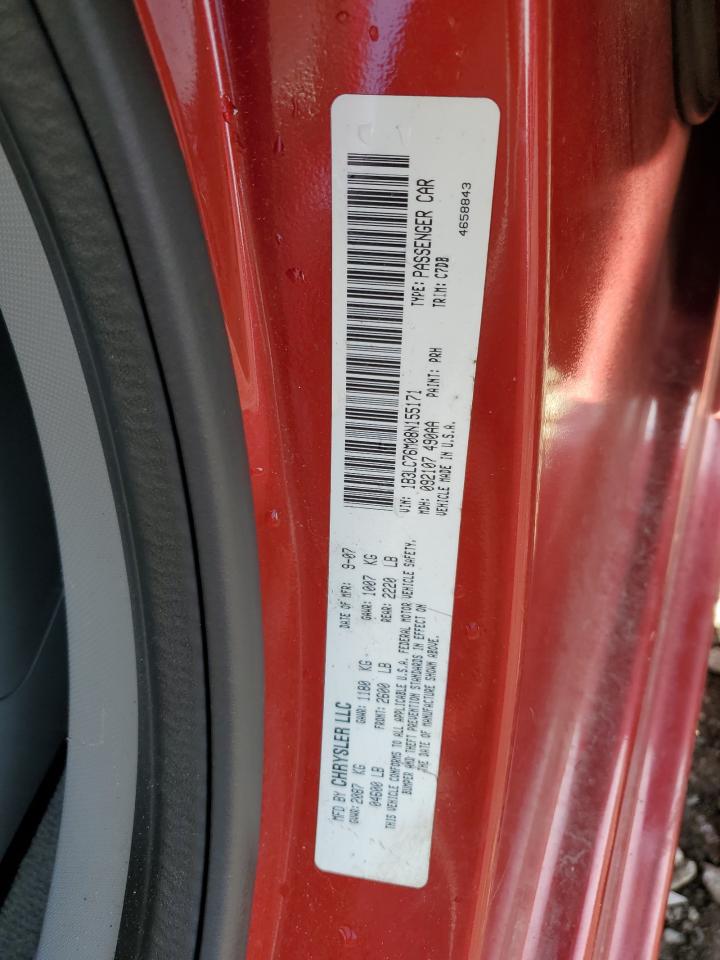 MFD BY CHRYSLER LLC
DATE OF MFR: 9-07
GVWR: 2087 KG
GAWR: 1180 KG
GAWR: 1007 KG
04600 LB
FRONT: 2600 LB
REAR: 2220 LB
THIS VEHICLE CONFORMS TO ALL APPLICABLE U.S.A. FEDERAL MOTOR VEHICLE SAFETY,
BUMPER AND THEFT PREVENTION STANDARDS IN EFFECT ON
THE DATE OF MANUFACTURE SHOWN ABOVE.
VIN: 1B3LC76M08N155171
TYPE: PASSENGER CAR
MDH: 092107 490AA
PAINT: PRH
TRIM: C7DB
VEHICLE MADE IN U.S.A.
4658843